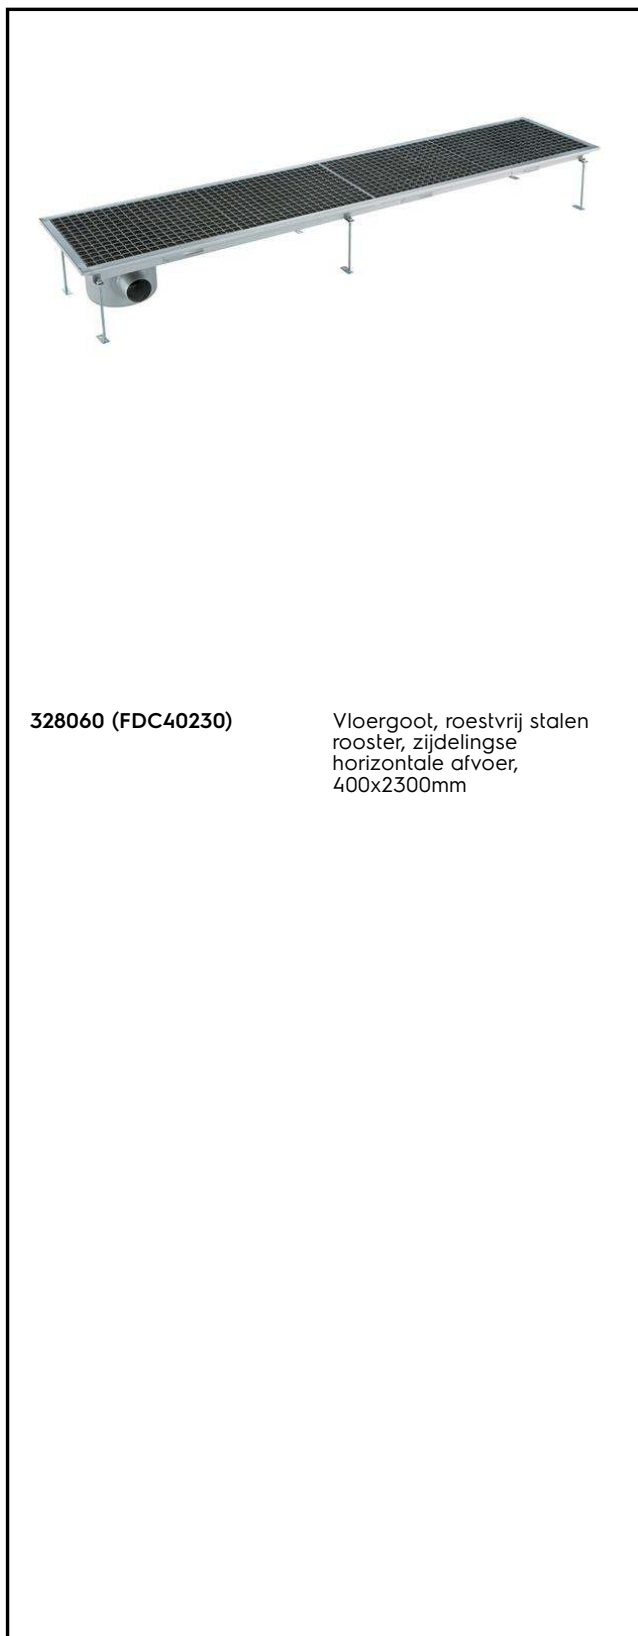 328060 (FDC40230)
Vloergoot, roestvrij stalen
rooster, zijdelingse
horizontale afvoer,
400x2300mm